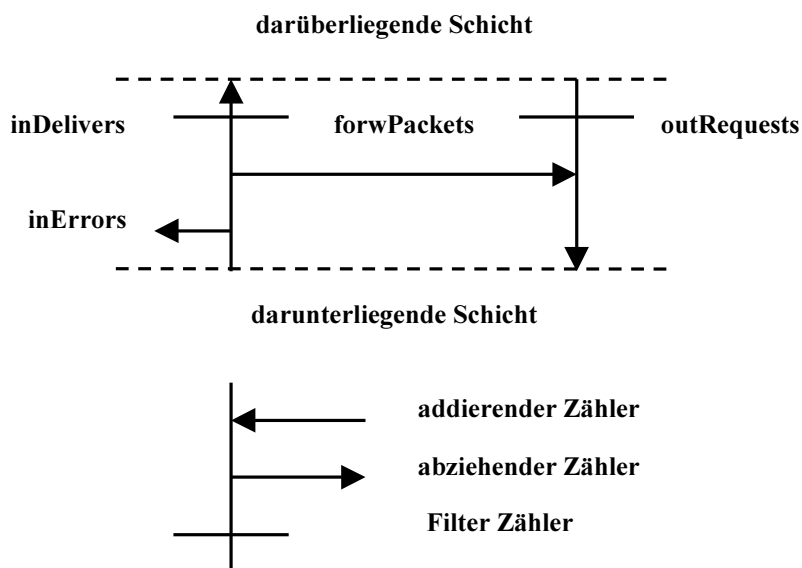 darüberliegende Schicht
inDelivers
forwPackets
outRequests
inErrors
darunterliegende Schicht
addierender Zähler
abziehender Zähler
Filter Zähler